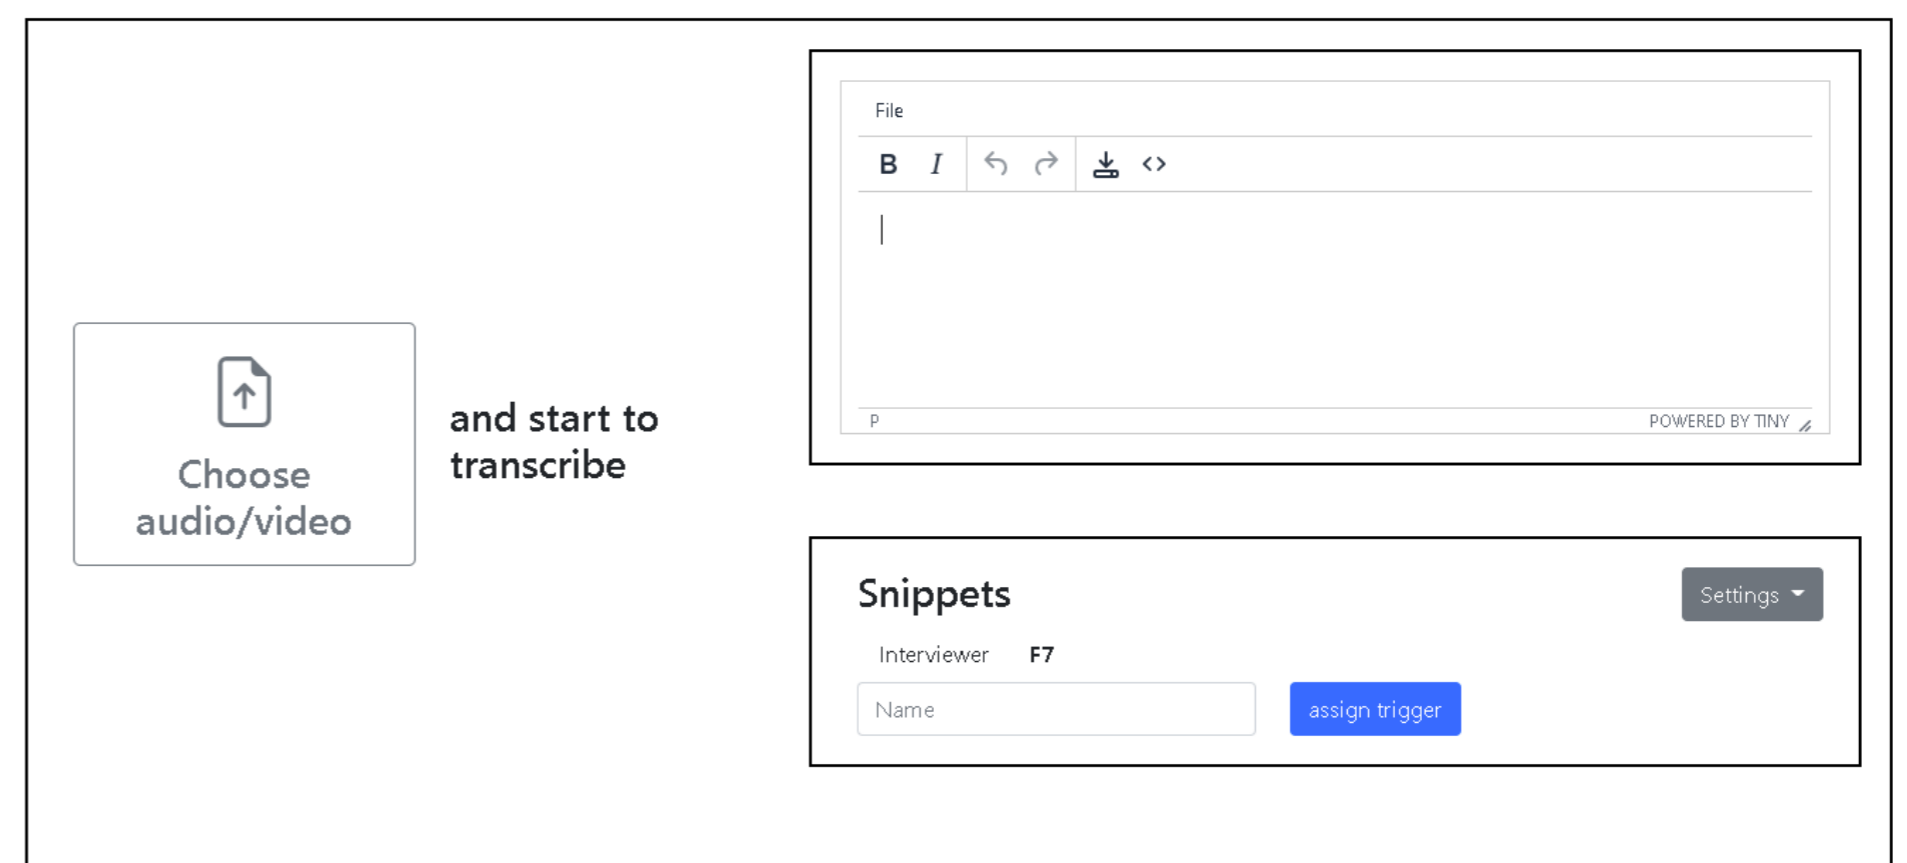 Choose
audio/video
and start to
transcribe
File
B I
P POWERED BY TINY
Snippets
Settings
Interviewer F7
Name
assign trigger